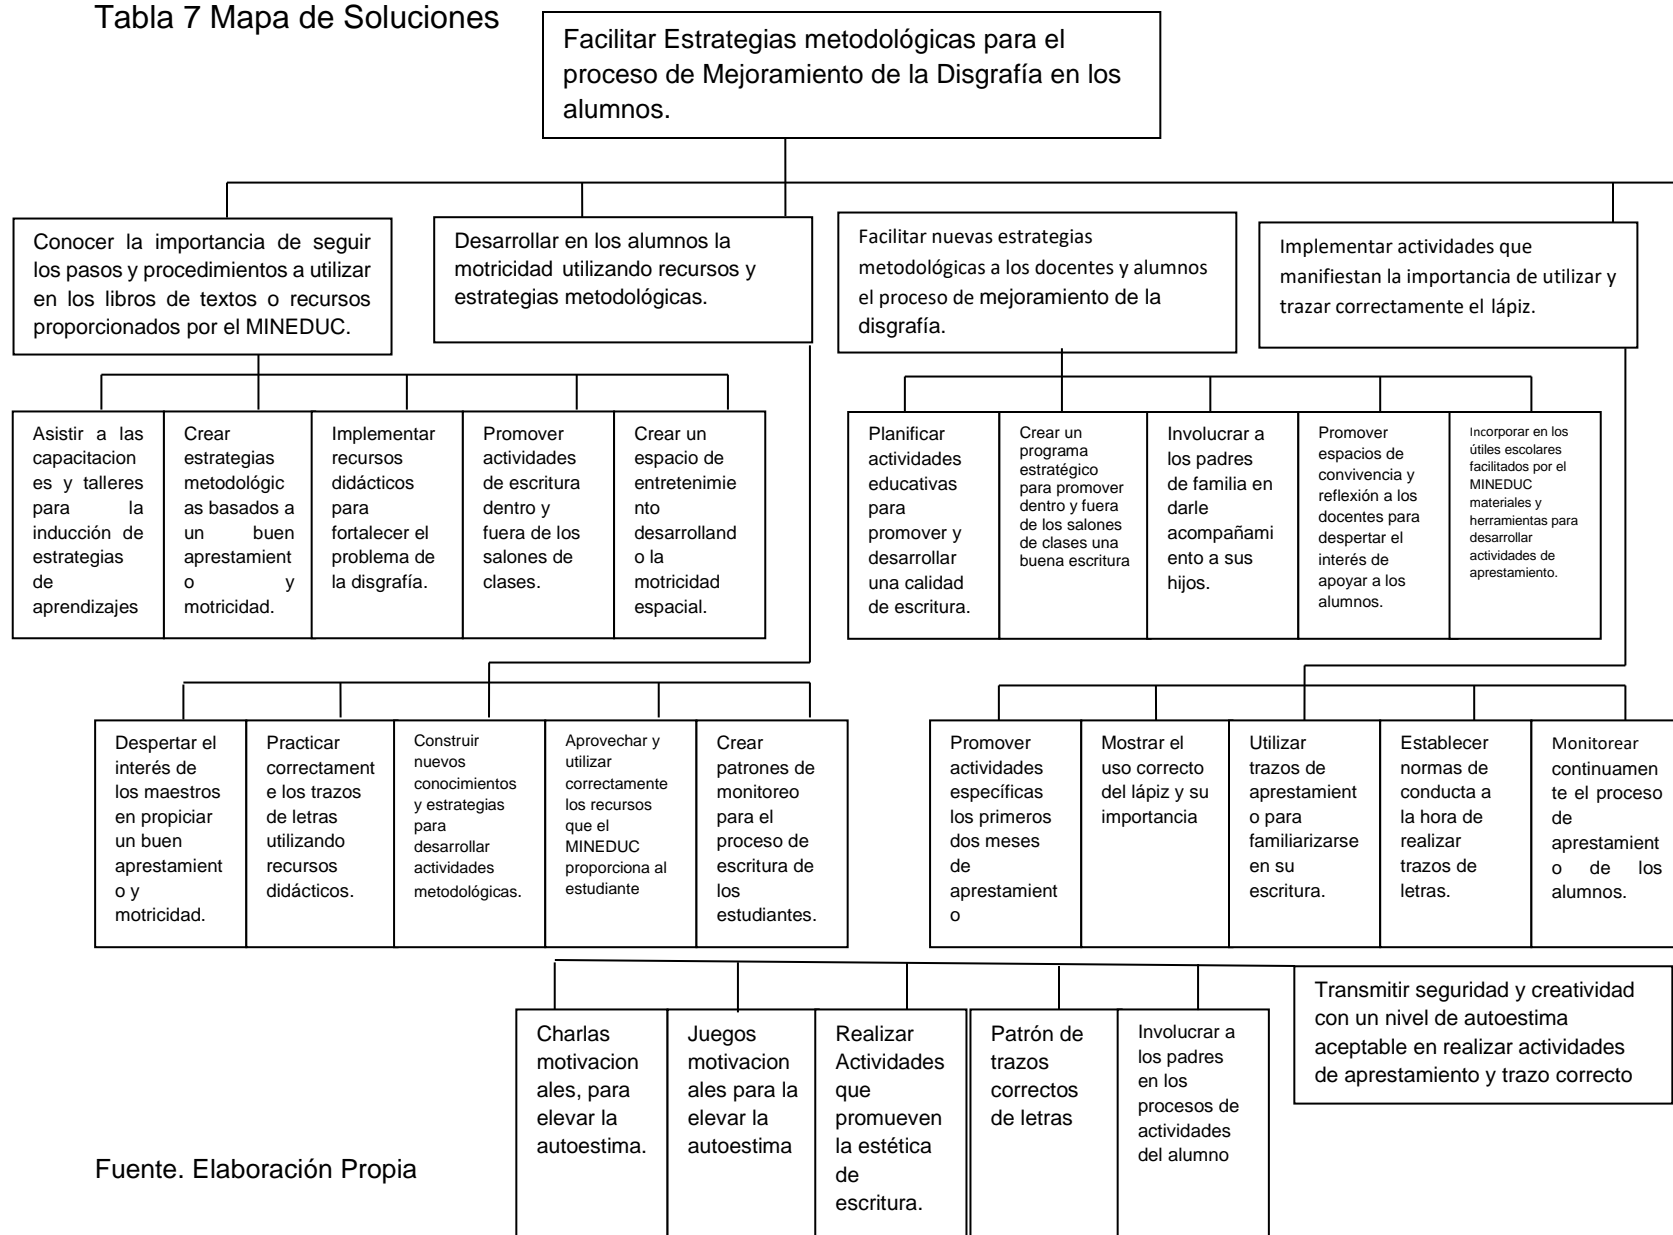 Tabla 7 Mapa de Soluciones
Facilitar Estrategias metodológicas para el
proceso de Mejoramiento de la Disgrafía en los
alumnos.
Conocer la importancia de seguir
los pasos y procedimientos a utilizar
en los libros de textos o recursos
proporcionados por el MINEDUC.
Desarrollar en los alumnos la
motricidad utilizando recursos y
estrategias metodológicas.
Facilitar nuevas estrategias
metodológicas a los docentes y alumnos
el proceso de mejoramiento de la
disgrafía.
Implementar actividades que
manifiestan la importancia de utilizar y
trazar correctamente el lápiz.
Asistir a las
capacitacion
es y talleres
para la
inducción de
estrategias
de
aprendizajes
Crear
estrategias
metodológic
as basados a
un buen
aprestamient
o y
motricidad.
Implementar
recursos
didácticos
para
fortalecer el
problema de
la disgrafía.
Promover
actividades
de escritura
dentro y
fuera de los
salones de
clases.
Crear un
espacio de
entretenimie
nto
desarrolland
o la
motricidad
espacial.
Planificar
actividades
educativas
para
promover y
desarrollar
una calidad
de escritura.
Crear un
programa
estratégico
para promover
dentro y fuera
de los salones
de clases una
buena escritura
Involucrar a
los padres
de familia en
darle
acompañami
ento a sus
hijos.
Promover
espacios de
convivencia y
reflexión a los
docentes para
despertar el
interés de
apoyar a los
alumnos.
Incorporar en los
útiles escolares
facilitados por el
MINEDUC
materiales y
herramientas para
desarrollar
actividades de
aprestamiento.
Despertar el
interés de
los maestros
en propiciar
un buen
aprestamient
o y
motricidad.
Practicar
correctament
e los trazos
de letras
utilizando
recursos
didácticos.
Construir
nuevos
conocimientos
y estrategias
para
desarrollar
actividades
metodológicas.
Aprovechar y
utilizar
correctamente
los recursos
que el
MINEDUC
proporciona al
estudiante
Crear
patrones de
monitoreo
para el
proceso de
escritura de
los
estudiantes.
Promover
actividades
específicas
los primeros
dos meses
de
aprestamient
o
Mostrar el
uso correcto
del lápiz y su
importancia
Utilizar
trazos de
aprestamient
o para
familiarizarse
en su
escritura.
Establecer
normas de
conducta a
la hora de
realizar
trazos de
letras.
Monitorear
continuamen
te el proceso
de
aprestamient
o de los
alumnos.
Transmitir seguridad y creatividad
con un nivel de autoestima
aceptable en realizar actividades
de aprestamiento y trazo correcto
Charlas
motivacion
ales, para
elevar la
autoestima.
Juegos
motivacion
ales para la
elevar la
autoestima
Realizar
Actividades
que
promueven
la estética
de
escritura.
Patrón de
trazos
correctos
de letras
Involucrar a
los padres
en los
procesos de
actividades
del alumno
Fuente. Elaboración Propia